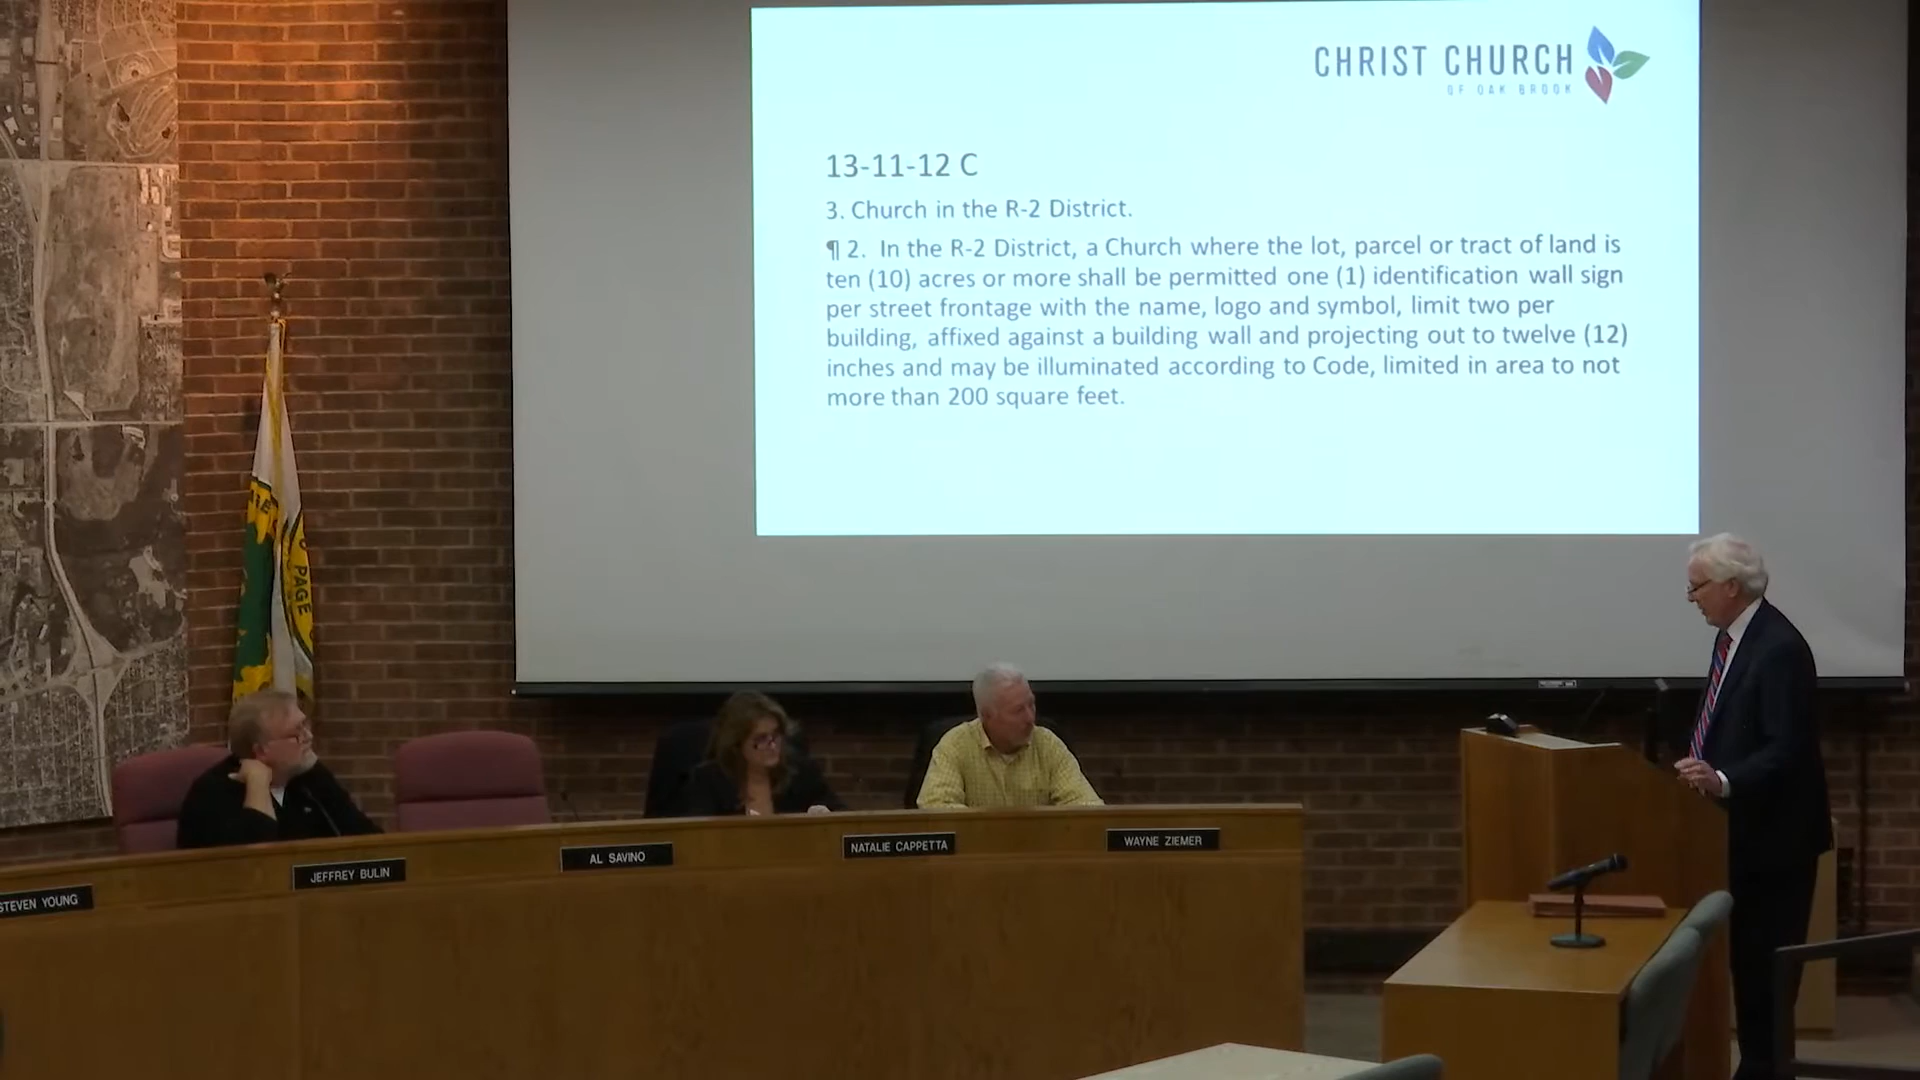 CHRIST CHURCH
OF OAK BROOK
13-11-12 C
3. Church in the R-2 District.
¶ 2. In the R-2 District, a Church where the lot, parcel or tract of land is
ten (10) acres or more shall be permitted one (1) identification wall sign
per street frontage with the name, logo and symbol, limit two per
building, affixed against a building wall and projecting out to twelve (12)
inches and may be illuminated according to Code, limited in area to not
more than 200 square feet.
PAGE
STEVEN YOUNG
JEFFREY BULIN
AL SAVINO
NATALIE CAPPETTA
WAYNE ZIEMER